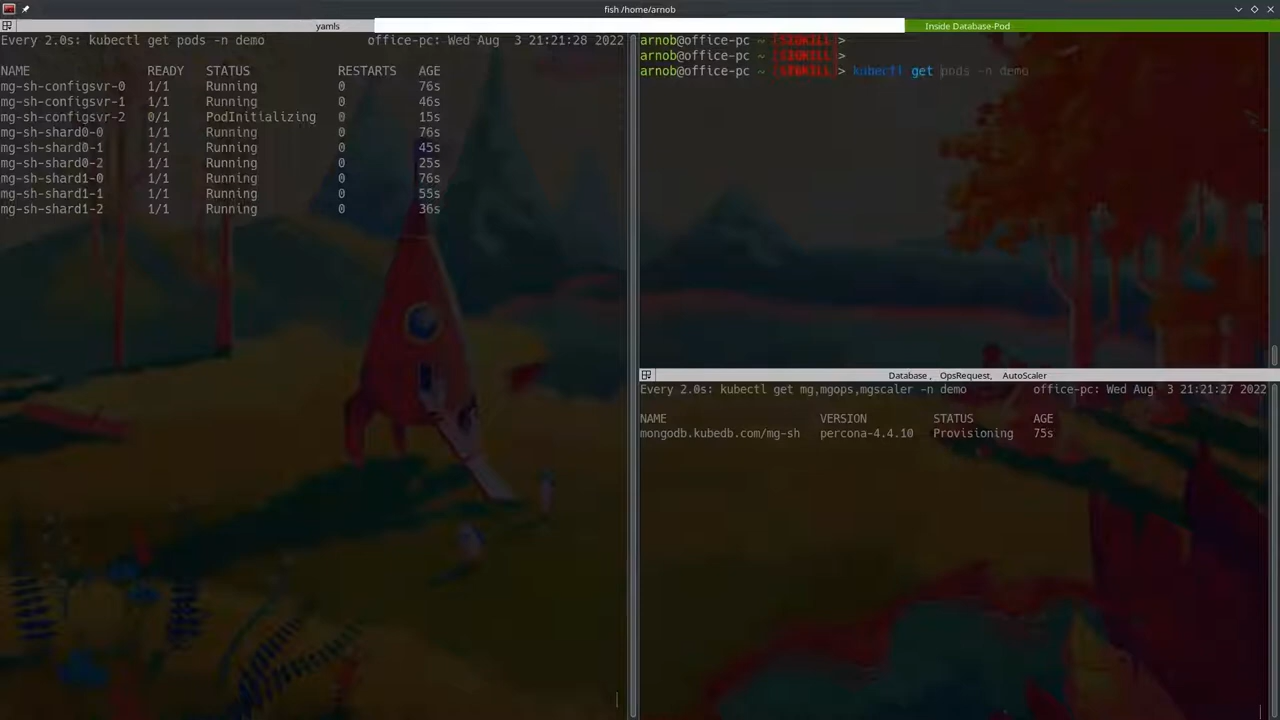 fish /home/arnob
yamls
Inside Database-Pod
Every 2.0s: kubectl get pods -n demo office-pc: Wed Aug 3 21:21:28 2022
NAME READY STATUS RESTARTS AGE
mg-sh-configsvr-0 1/1 Running 0 76s
mg-sh-configsvr-1 1/1 Running 0 46s
mg-sh-configsvr-2 0/1 PodInitializing 0 15s
mg-sh-shard0-0 1/1 Running 0 76s
mg-sh-shard0-1 1/1 Running 0 45s
mg-sh-shard0-2 1/1 Running 0 25s
mg-sh-shard1-0 1/1 Running 0 76s
mg-sh-shard1-1 1/1 Running 0 55s
mg-sh-shard1-2 1/1 Running 0 36s
arnob@office-pc ~ [SIGKILL] >
arnob@office-pc ~ [SIGKILL] >
arnob@office-pc ~ [SIGKILL] > kubectl get pods -n demo
Database , OpsRequest, AutoScaler
Every 2.0s: kubectl get mg,mgops,mgscaler -n demo office-pc: Wed Aug 3 21:21:27 2022
NAME VERSION STATUS AGE
mongodb.kubedb.com/mg-sh percona-4.4.10 Provisioning 75s